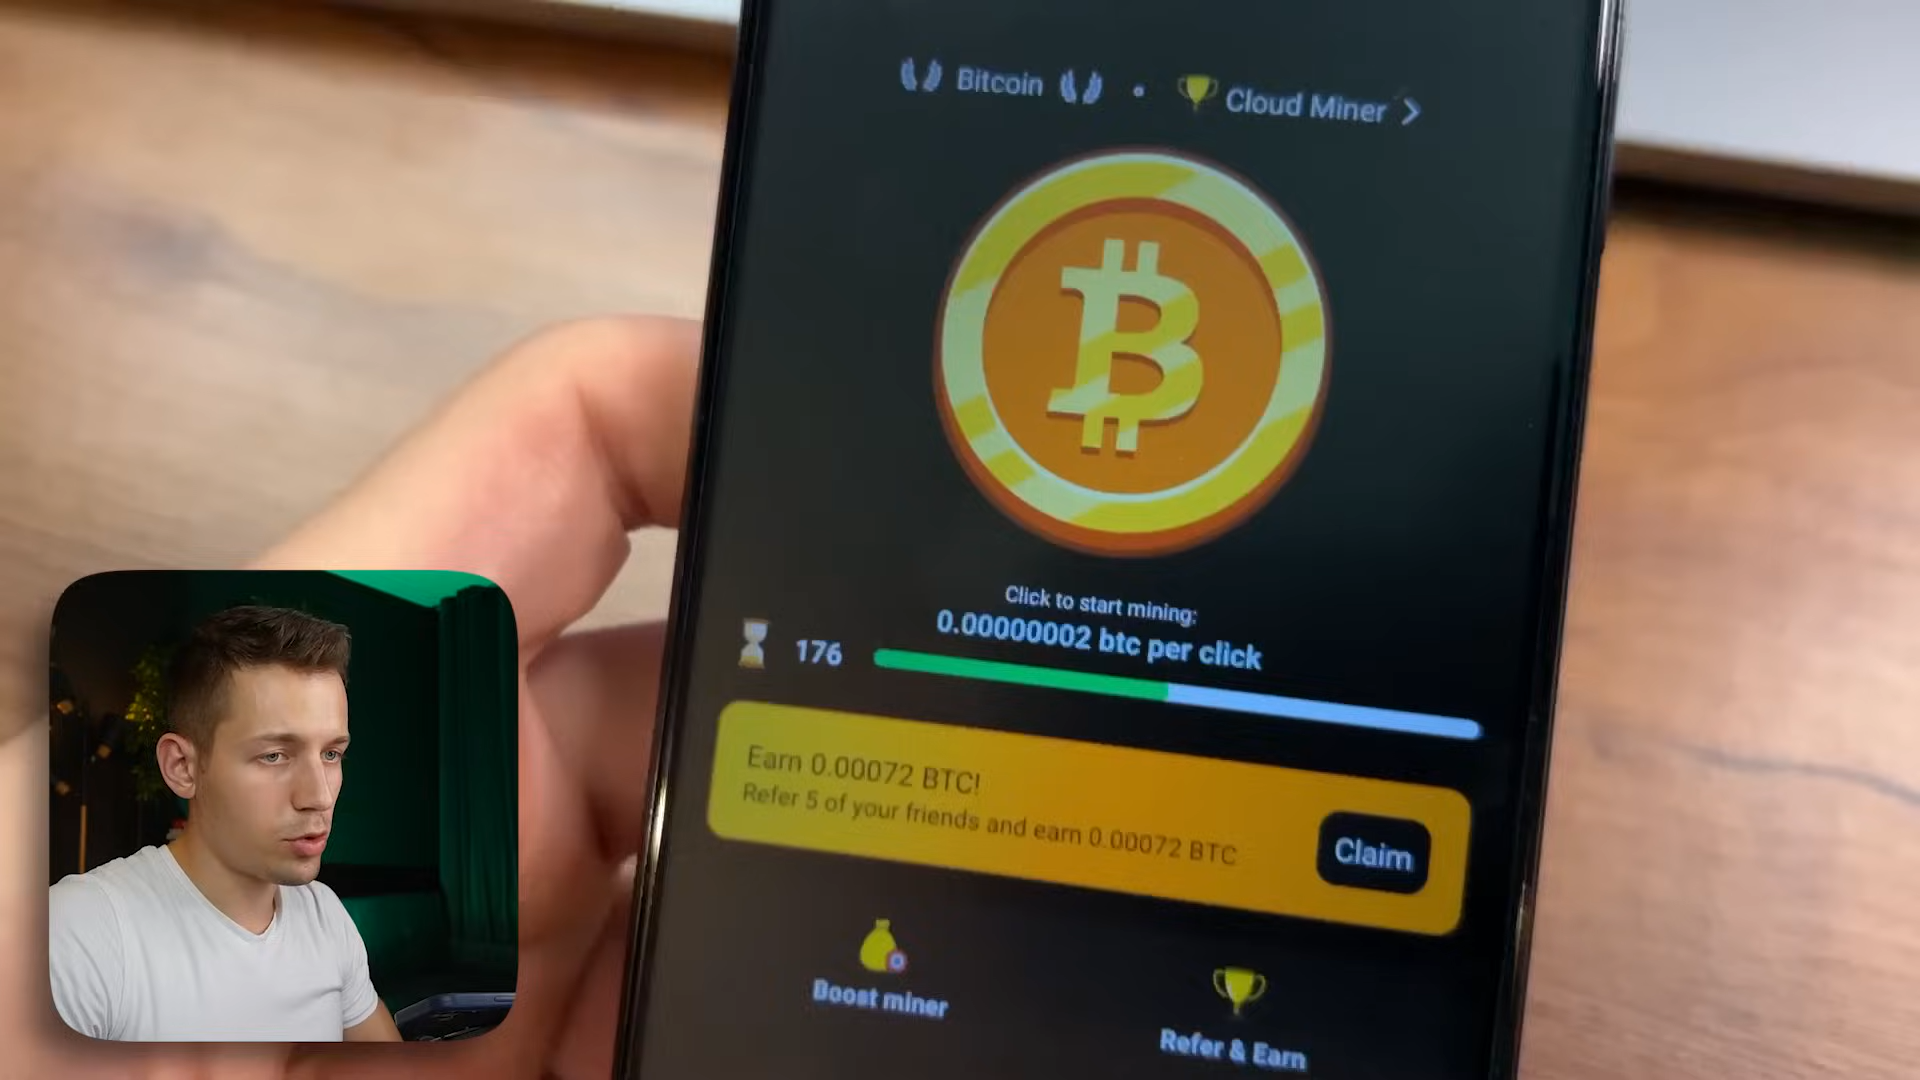 Bitcoin • Cloud Miner >
Click to start mining:
0.00000002 btc per click
176
Earn 0.00072 BTC!
Refer 5 of your friends and earn 0.00072 BTC
Claim
Boost miner
Refer & Earn